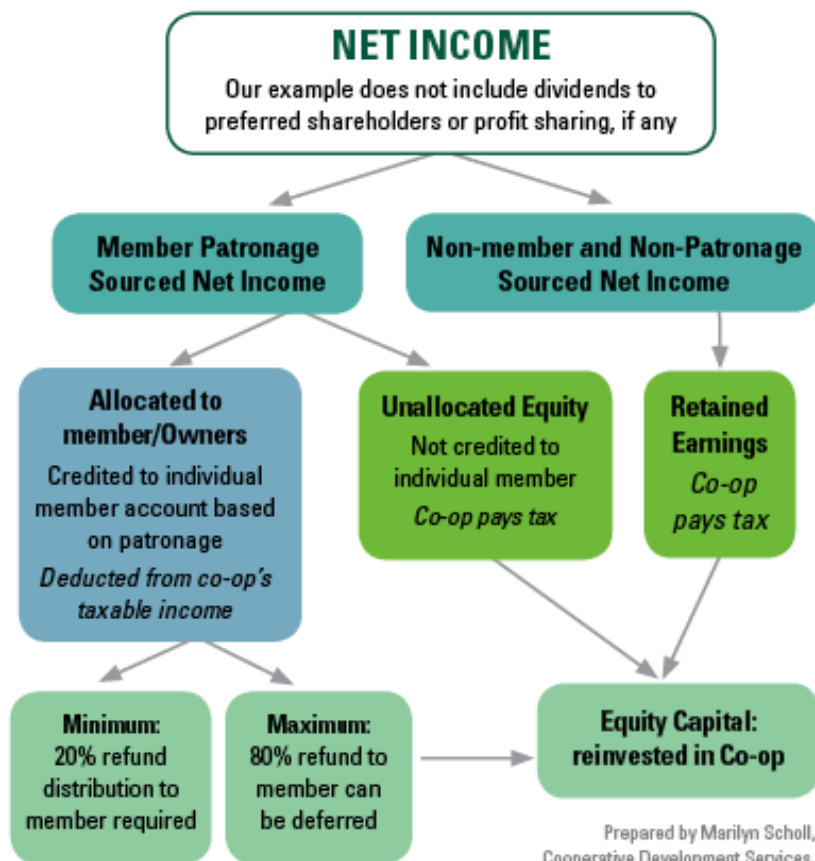 NET INCOME
Our example does not include dividends to
preferred shareholders or profit sharing, if any
Member Patronage
Sourced Net Income
Non-member and Non-Patronage
Sourced Net Income
Allocated to
member/Owners
Credited to individual
member account based
on patronage
Deducted from co-op's
taxable income
Unallocated Equity
Not credited to
individual member
Co-op pays tax
Retained
Earnings
Co-op
pays tax
Minimum:
20% refund
distribution to
member required
Maximum:
80% refund to
member can
be deferred
Equity Capital:
reinvested in Co-op
Prepared by Marilyn Scholl,
Cooperative Development Services